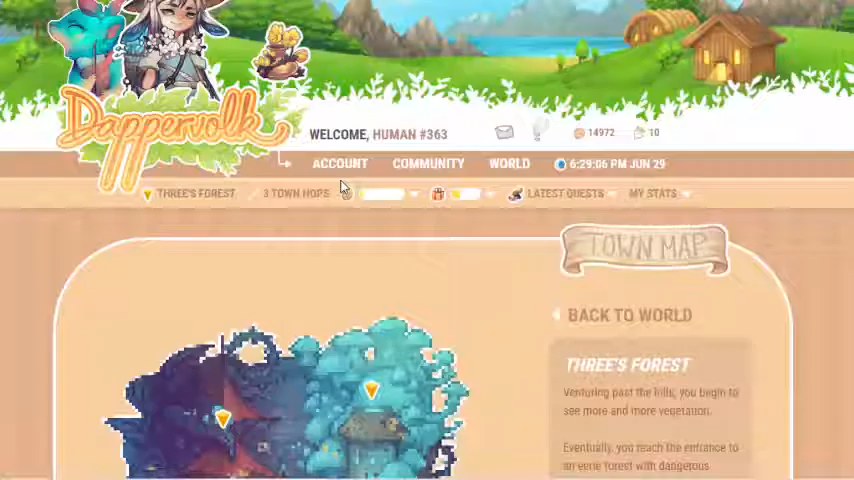 Dappervolk
WELCOME, HUMAN #363
14972
10
ACCOUNT
COMMUNITY
WORLD
6:29:06 PM JUN 29
THREE'S FOREST
3 TOWN HOPS
LATEST QUESTS
MY STATS
TOWN MAP
BACK TO WORLD
THREE'S FOREST
Venturing past the hills, you begin to
see more and more vegetation.
Eventually, you reach the entrance to
an eerie forest with dangerous